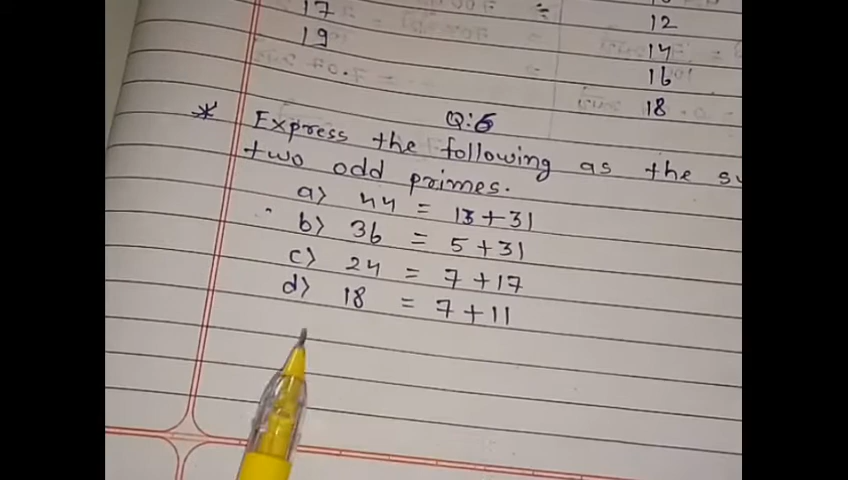 17
19
12
14
16
18
* Q:6
Express the following as the
two odd primes.
a) 44 = 13+31
b) 36 = 5+31
c) 24 = 7+17
d) 18 = 7+11